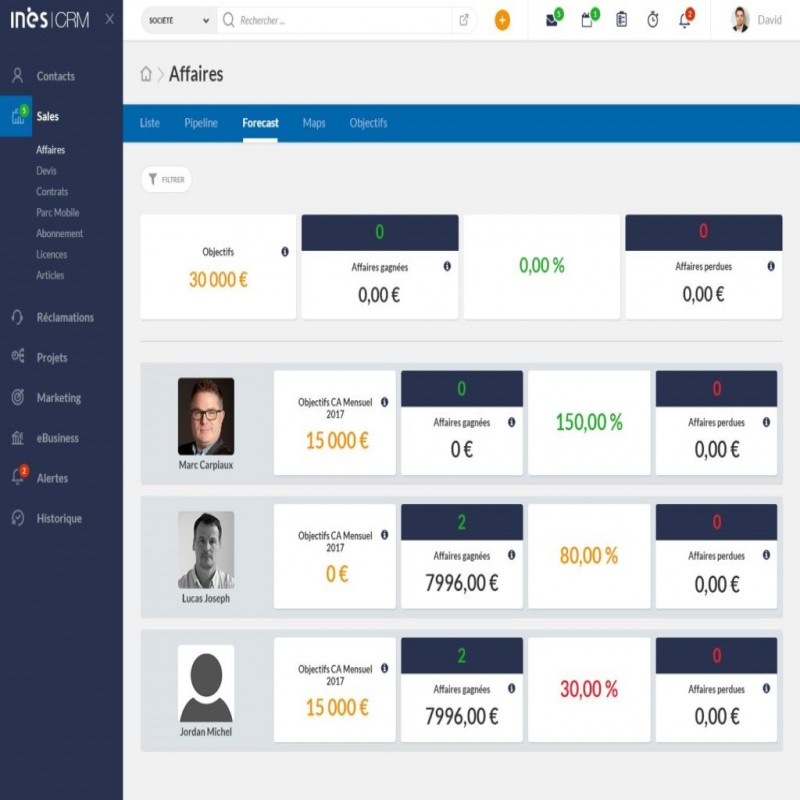 inès|CRM X
SOCIÉTÉ
Rechercher ...
+
5
1
2
David
Contacts
5
Sales
Affaires
Devis
Contrats
Parc Mobile
Abonnement
Licences
Articles
Réclamations
Projets
Marketing
eBusiness
2
Alertes
Historique
Affaires
Liste Pipeline Forecast Maps Objectifs
FILTRER
Objectifs
30 000 €
0
Affaires gagnées
0,00 €
0,00 %
0
Affaires perdues
0,00 €
Marc Carpiaux
Objectifs CA Mensuel
2017
15 000 €
0
Affaires gagnées
0 €
150,00 %
0
Affaires perdues
0,00 €
Lucas Joseph
Objectifs CA Mensuel
2017
0 €
2
Affaires gagnées
7996,00 €
80,00 %
0
Affaires perdues
0,00 €
Jordan Michel
Objectifs CA Mensuel
2017
15 000 €
2
Affaires gagnées
7996,00 €
30,00 %
0
Affaires perdues
0,00 €